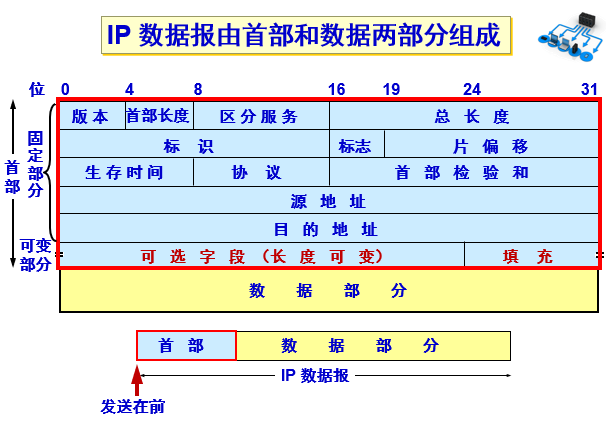 IP 数据报由首部和数据两部分组成
位 0 4 8 16 19 24 31
版本 首部长度 区分服务 总长度
标识 标志 片偏移
生存时间 协议 首部检验和
源地址
目的地址
可选字段（长度可变） 填充
数据部分
首部
固定部分
可变部分
首部 数据部分
IP 数据报
发送在前